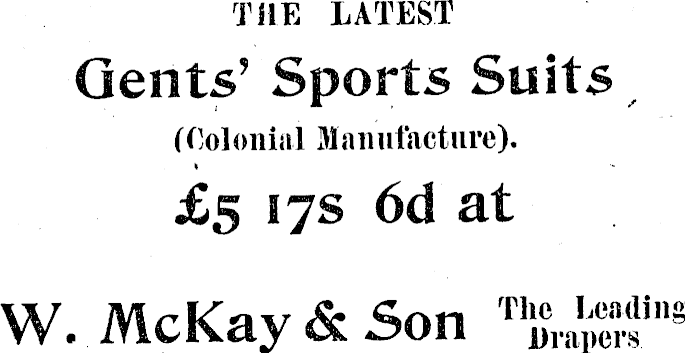 THE LATEST
Gents' Sports Suits
(Colonial Manufacture).
£5 17s 6d at
W. McKay & Son The Leading
Drapers